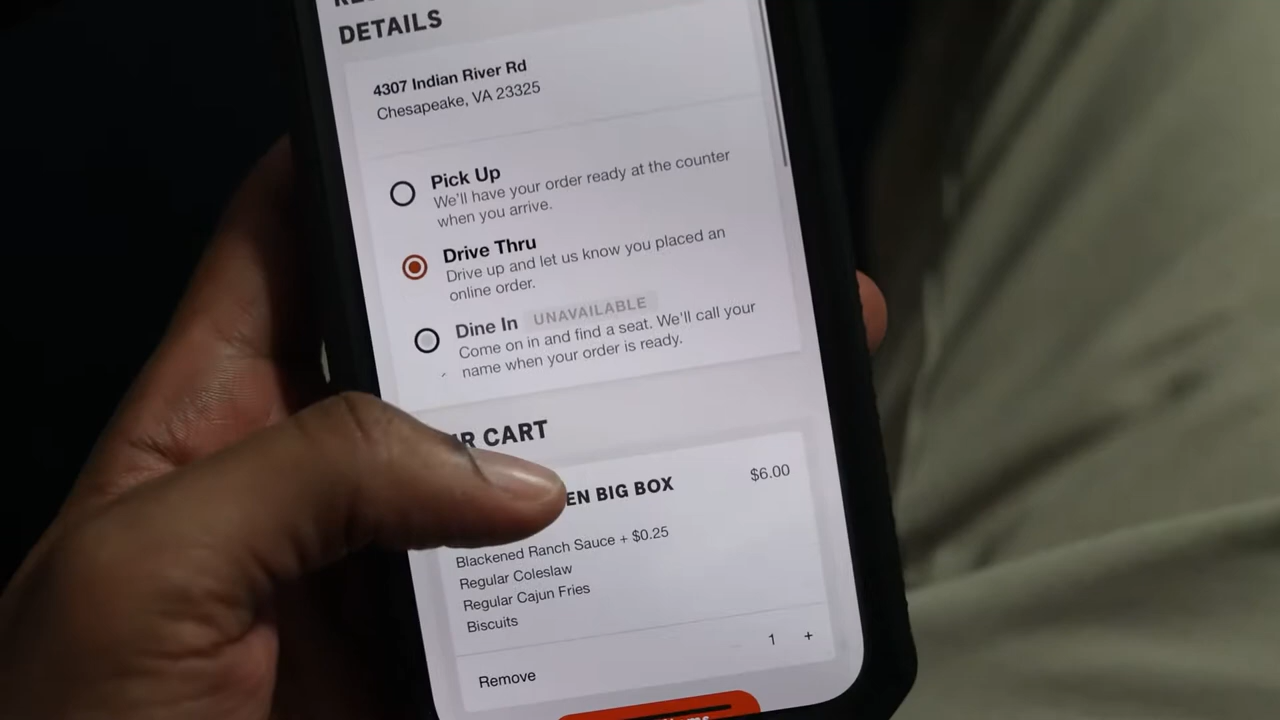 DETAILS
4307 Indian River Rd
Chesapeake, VA 23325
Pick Up
We'll have your order ready at the counter
when you arrive.
Drive Thru
Drive up and let us know you placed an
online order.
Dine In UNAVAILABLE
Come on in and find a seat. We'll call your
name when your order is ready.
R CART
EN BIG BOX
$6.00
Blackened Ranch Sauce + $0.25
Regular Coleslaw
Regular Cajun Fries
Biscuits
Remove
1 +